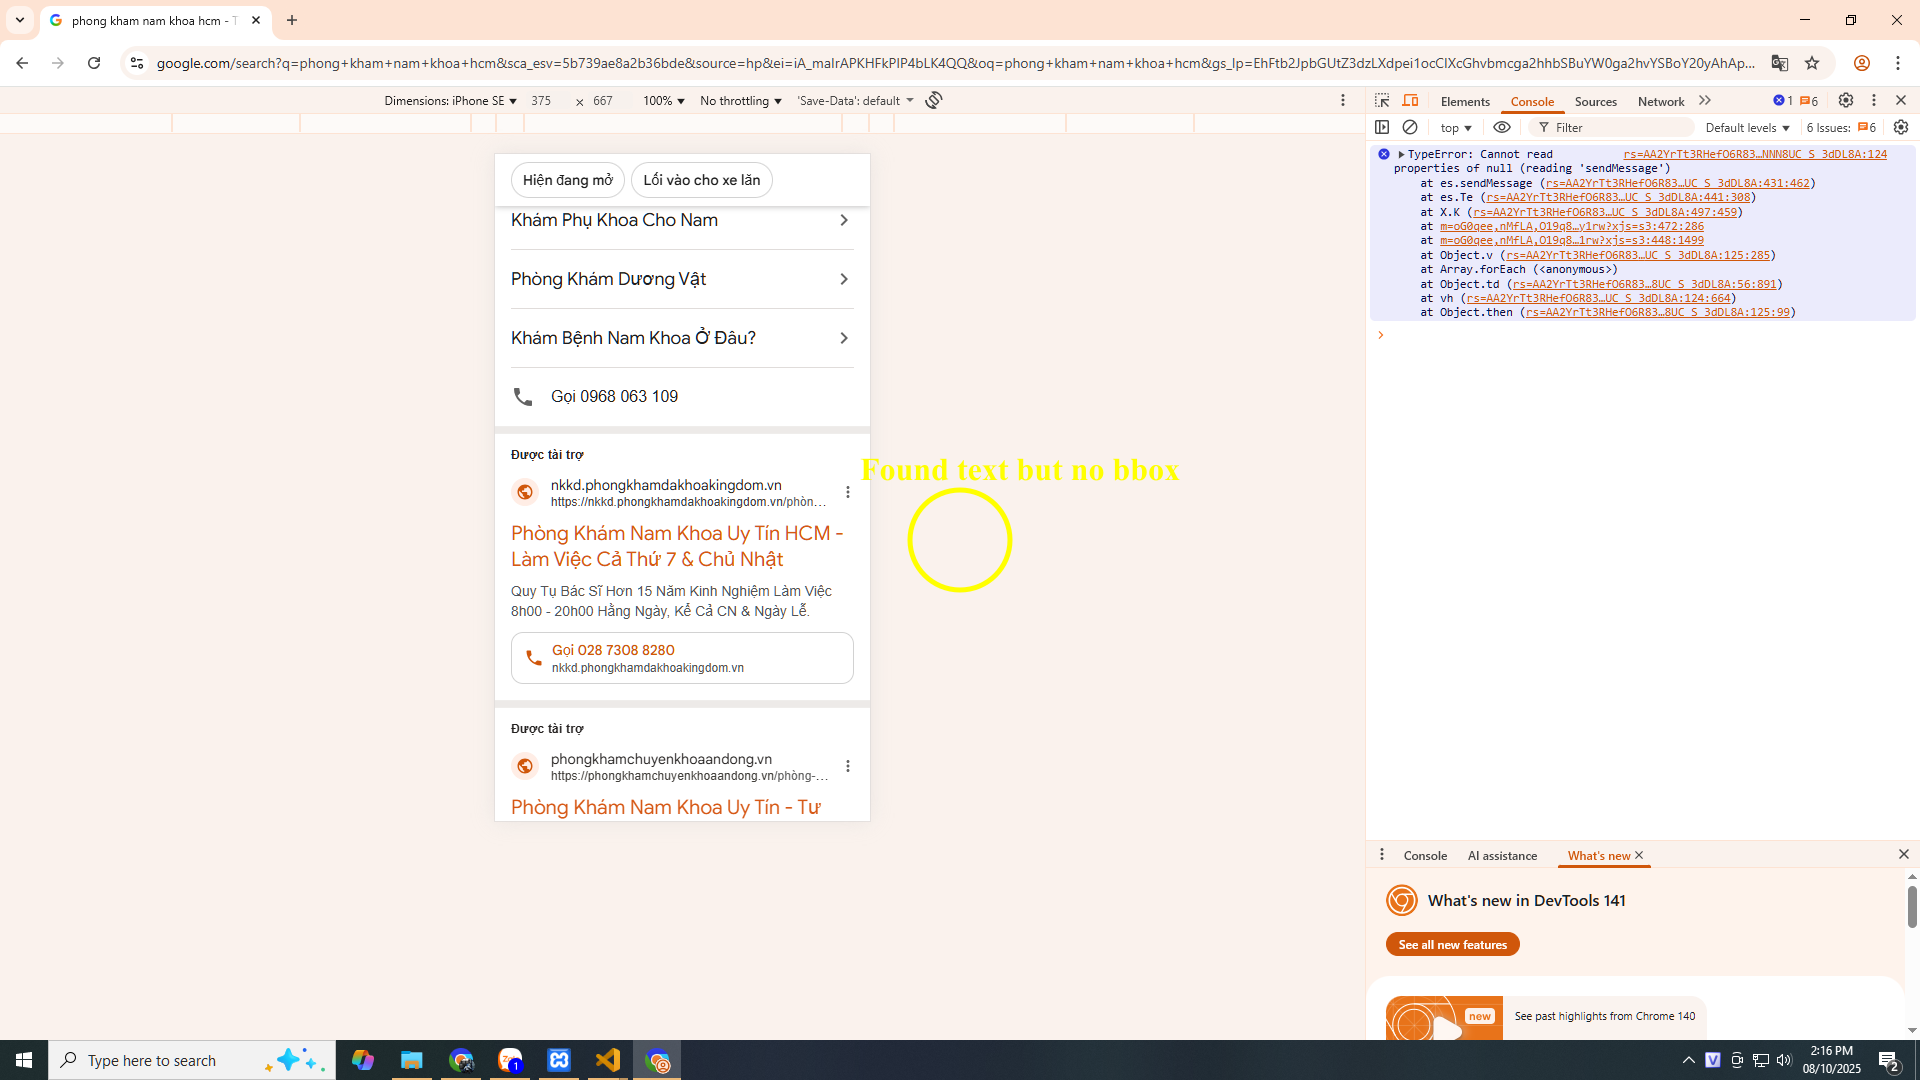 phong kham nam khoa hcm - T
google.com/search?q=phong+kham+nam+khoa+hcm&sca_esv=5b739ae8a2b36bde&source=hp&ei=iA_maIrAPKHFkPIP4bLK4QQ&oq=phong+kham+nam+khoa+hcm&gs_lp=EhFtb2JpbGUtZ3dzLXdpei1ocCIXcGhvbmcga2hhbSBuYW0ga2hvYSBoY20yAhAp...
Dimensions: iPhone SE 375 × 667 100% No throttling 'Save-Data': default
Hiện đang mở Lối vào cho xe lăn
Khám Phụ Khoa Cho Nam
Phòng Khám Dương Vật
Khám Bệnh Nam Khoa Ở Đâu?
Gọi 0968 063 109
Được tài trợ
nkkd.phongkhamdakhoakingdom.vn
https://nkkd.phongkhamdakhoakingdom.vn/phòn...
Phòng Khám Nam Khoa Uy Tín HCM -
Làm Việc Cả Thứ 7 & Chủ Nhật
Quy Tụ Bác Sĩ Hơn 15 Năm Kinh Nghiệm Làm Việc
8h00 - 20h00 Hằng Ngày, Kể Cả CN & Ngày Lễ.
Gọi 028 7308 8280
nkkd.phongkhamdakhoakingdom.vn
Được tài trợ
phongkhamchuyenkhoaandong.vn
https://phongkhamchuyenkhoaandong.vn/phòng-...
Phòng Khám Nam Khoa Uy Tín - Tư
Found text but no bbox
Elements Console Sources Network 1 6
top Filter Default levels 6 Issues: 6
TypeError: Cannot read rs=AA2YrTt3RHefO6R83…NNN8UC_S_3dDL8A:124
properties of null (reading 'sendMessage')
at es.sendMessage (rs=AA2YrTt3RHefO6R83…UC_S_3dDL8A:431:462)
at es.Te (rs=AA2YrTt3RHefO6R83…UC_S_3dDL8A:441:308)
at X.K (rs=AA2YrTt3RHefO6R83…UC_S_3dDL8A:497:459)
at m=oG0qee,nMfLA,O19q8…y1rw?xjs=s3:472:286
at m=oG0qee,nMfLA,O19q8…1rw?xjs=s3:448:1499
at Object.v (rs=AA2YrTt3RHefO6R83…UC_S_3dDL8A:125:285)
at Array.forEach (<anonymous>)
at Object.td (rs=AA2YrTt3RHefO6R83…8UC_S_3dDL8A:56:891)
at vh (rs=AA2YrTt3RHefO6R83…UC_S_3dDL8A:124:664)
at Object.then (rs=AA2YrTt3RHefO6R83…8UC_S_3dDL8A:125:99)
Console AI assistance What's new
What's new in DevTools 141
See all new features
new
See past highlights from Chrome 140
Type here to search
1
2:16 PM
08/10/2025
2